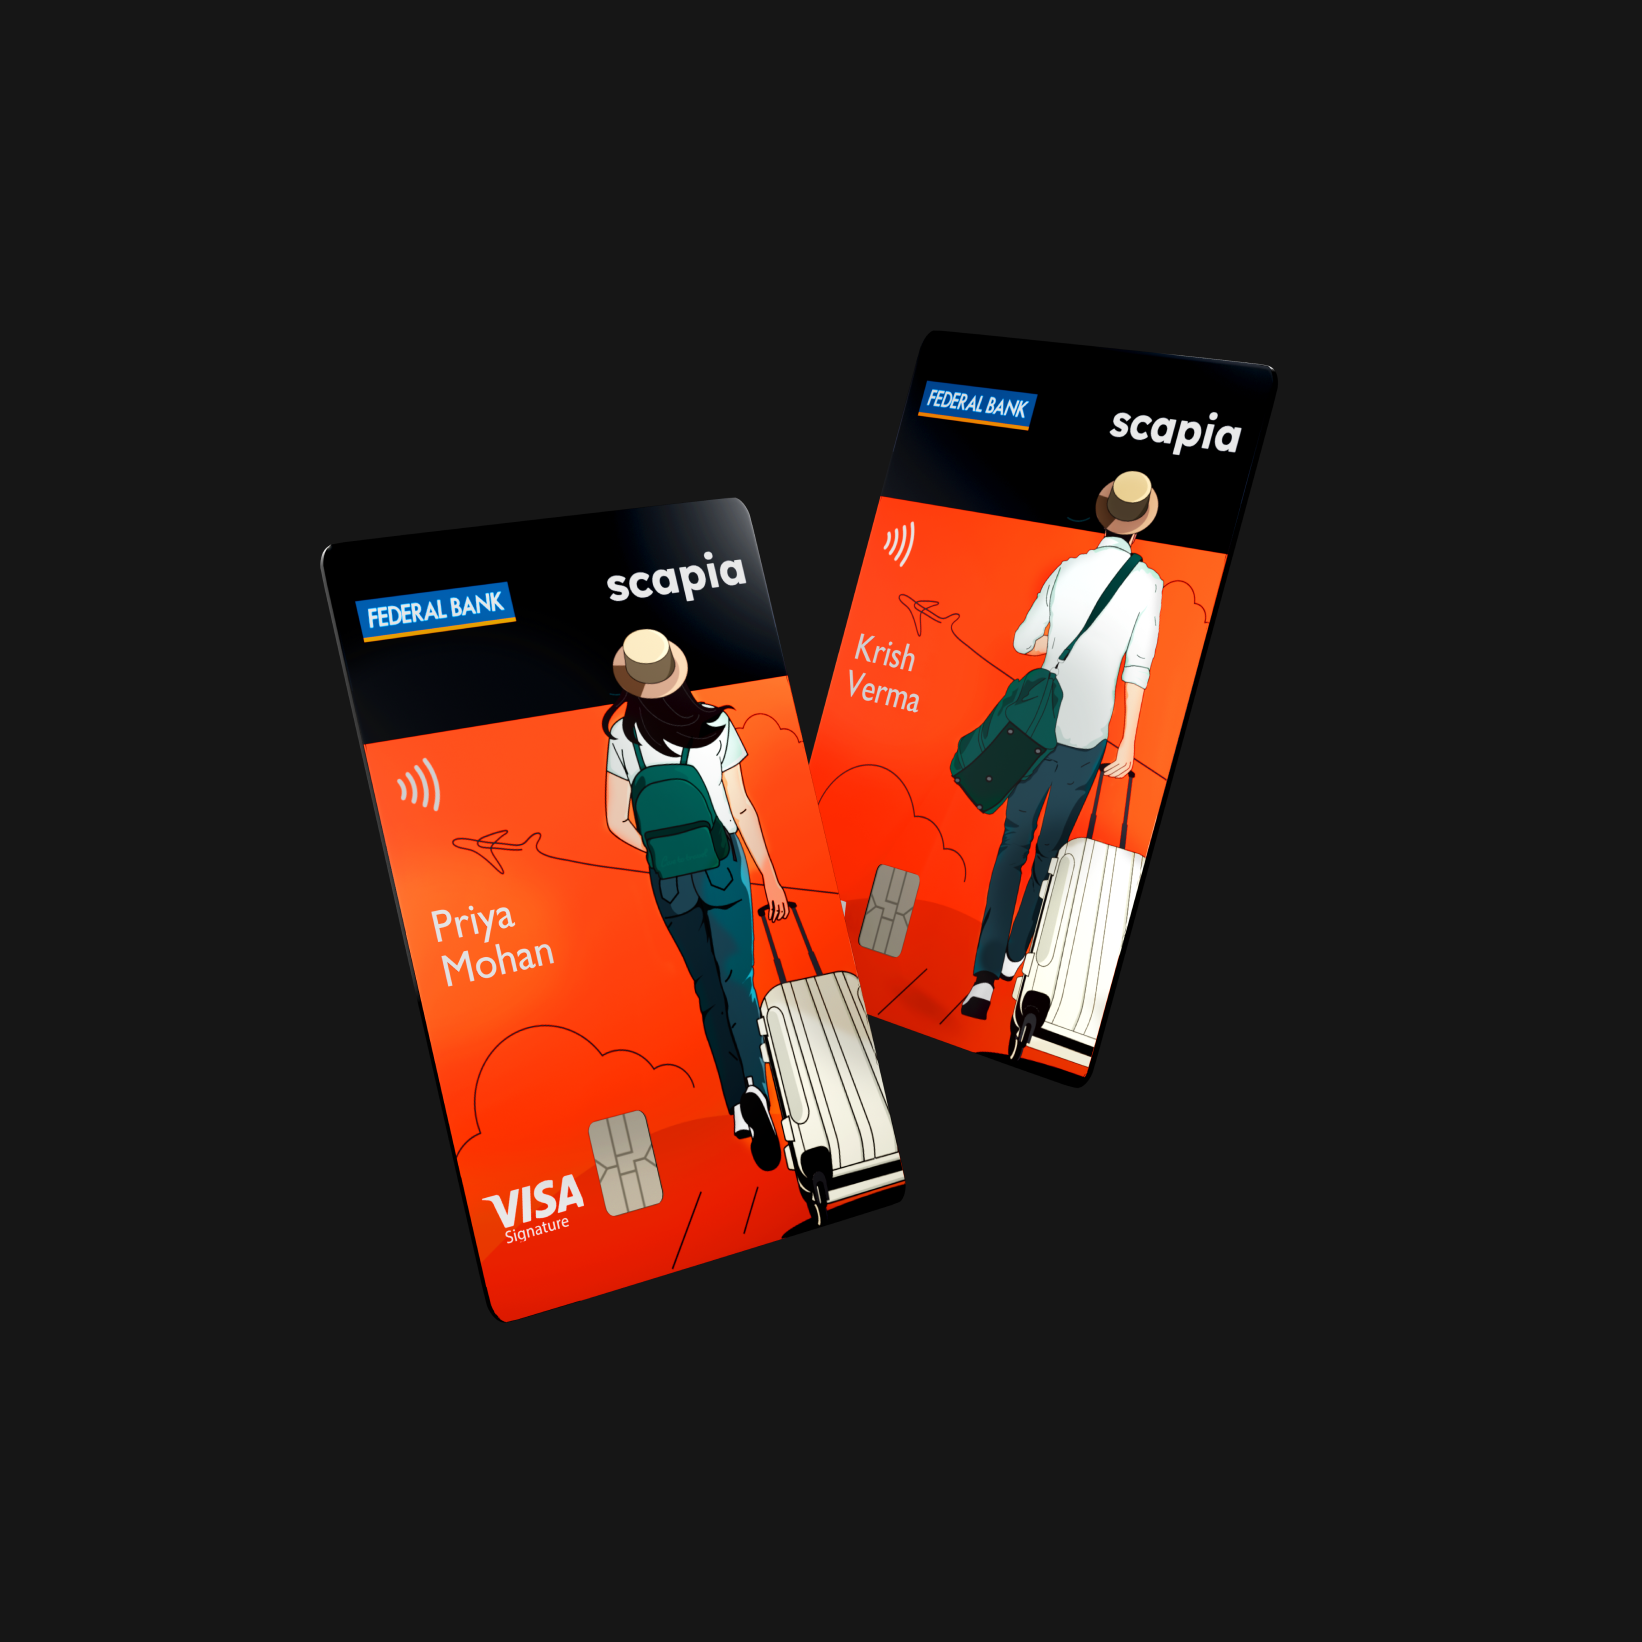 FEDERAL BANK
scapia
Priya
Mohan
VISA
Signature
FEDERAL BANK
scapia
Krish
Verma